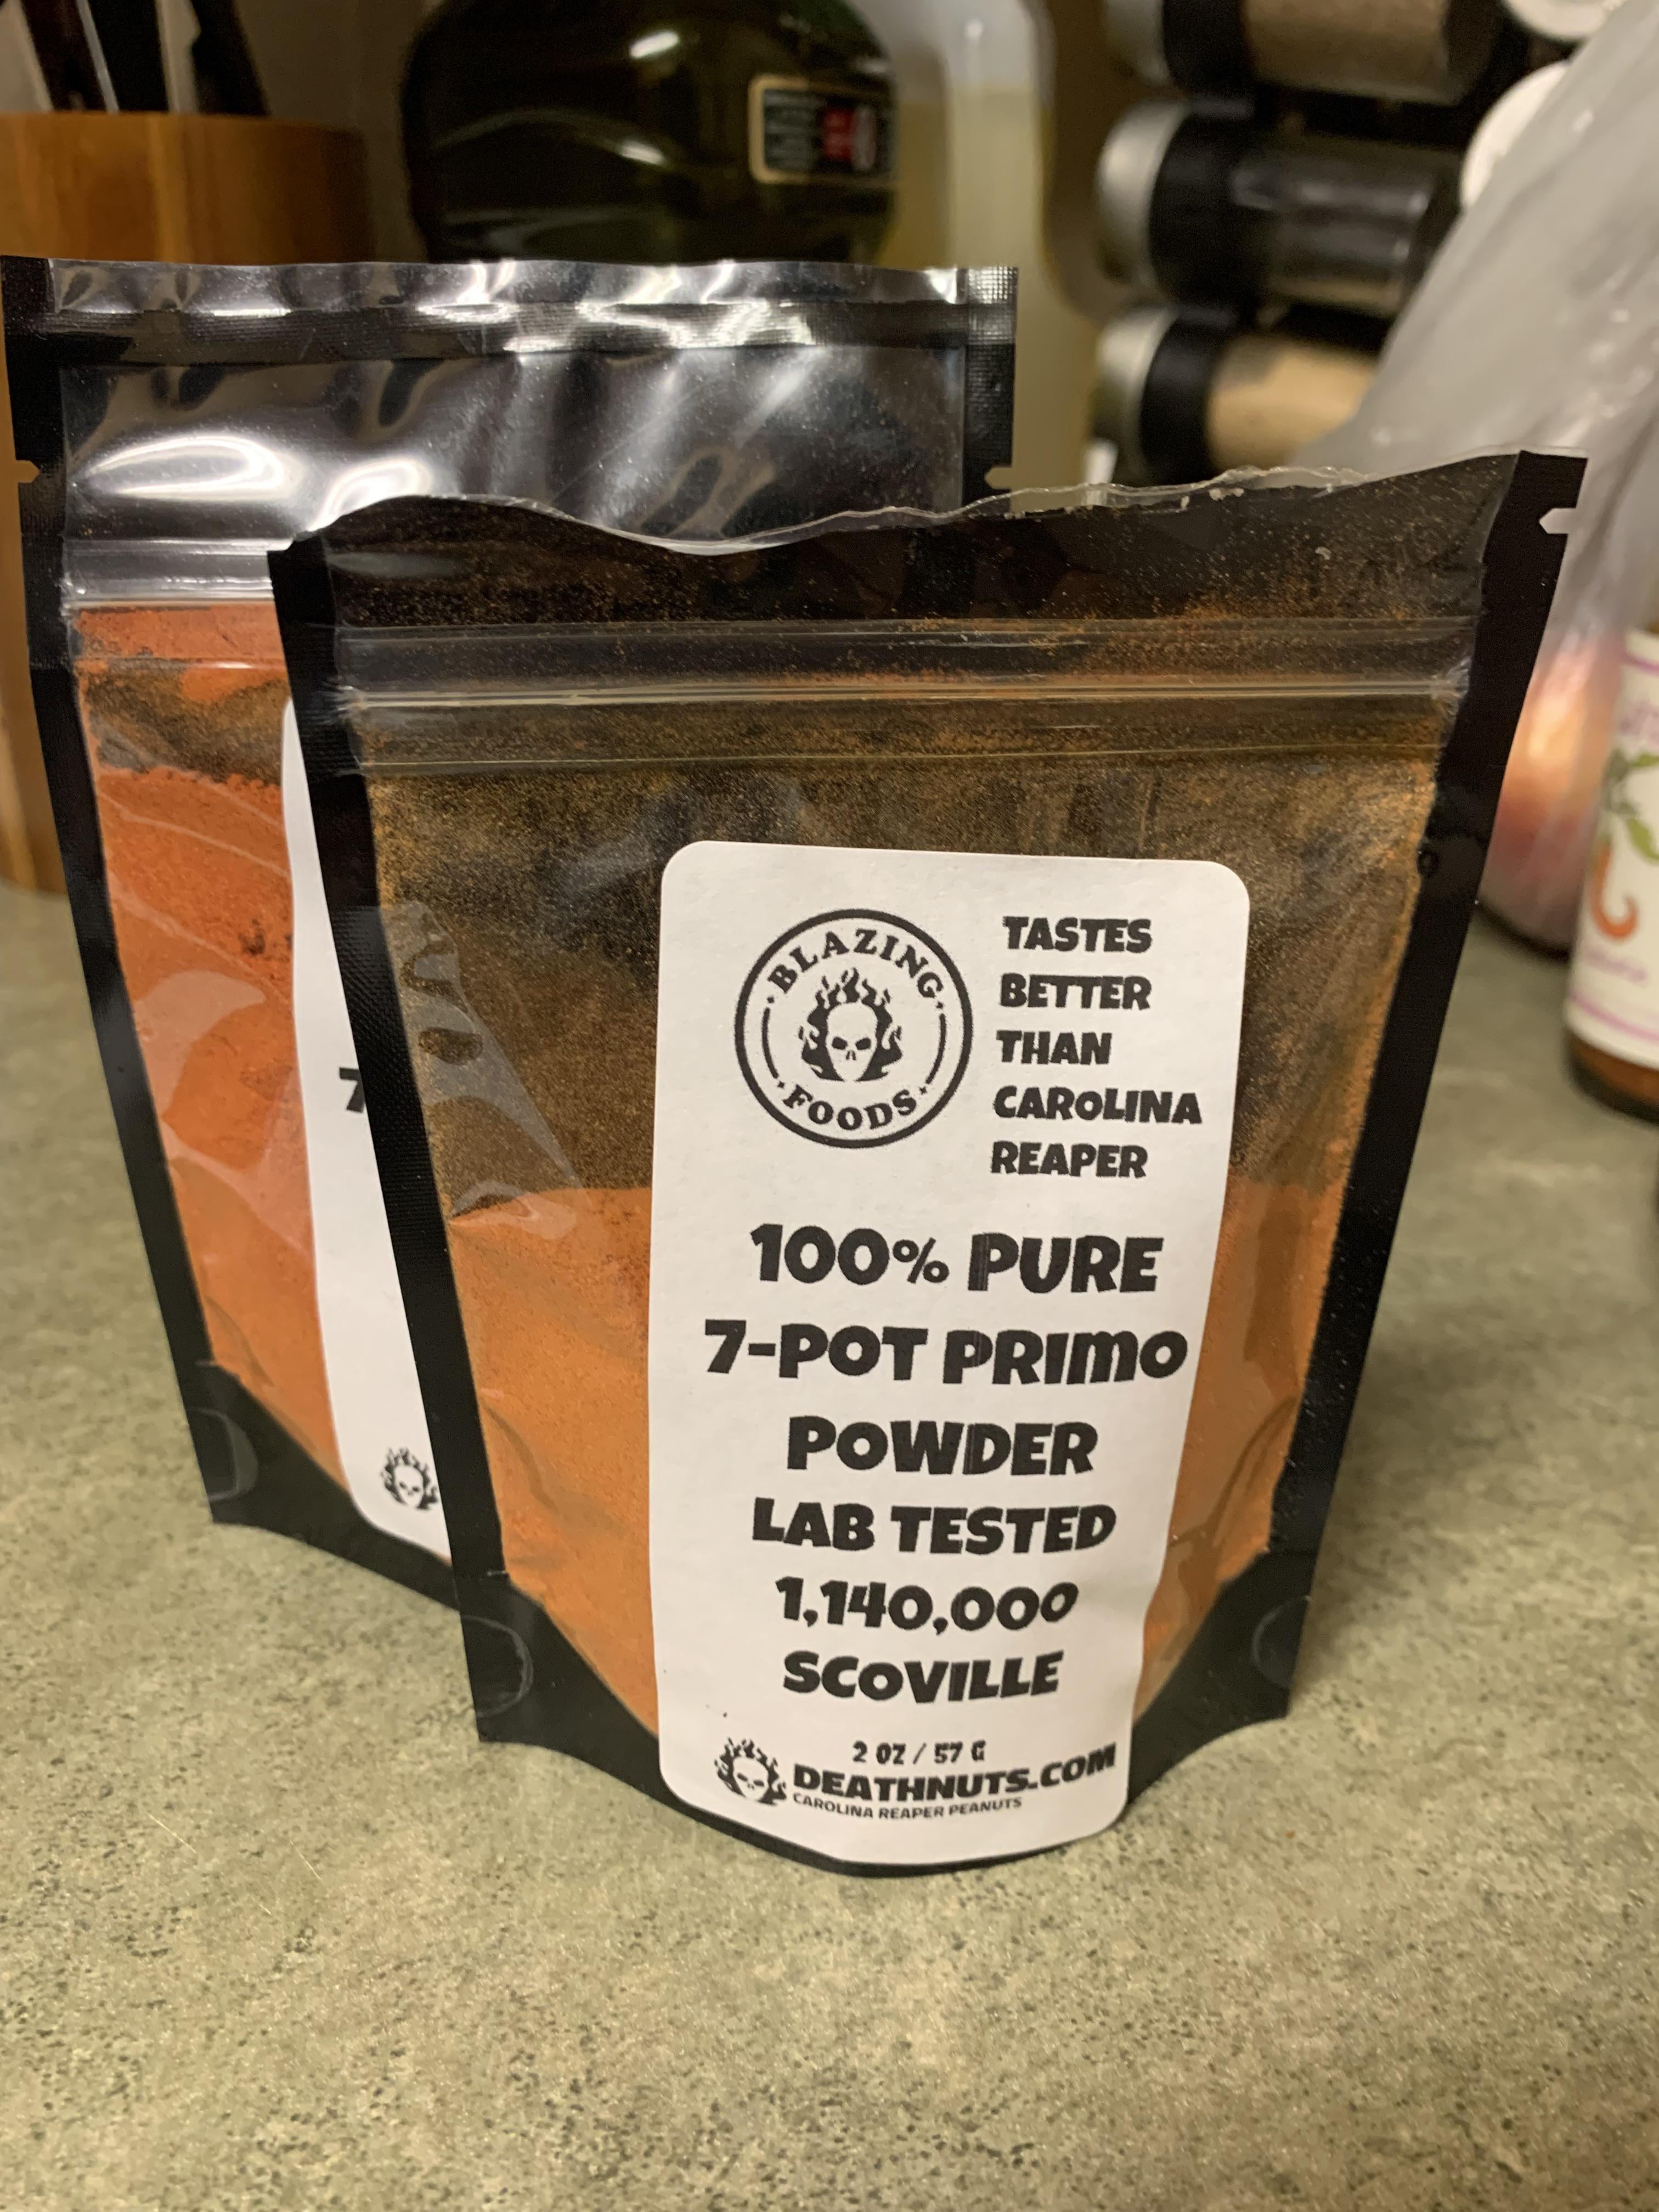 BLAZING
FOODS
TASTES
BETTER
THAN
CAROLINA
REAPER
100% PURE
7-POT PRIMO
POWDER
LAB TESTED
1,140,000
SCOVILLE
2 OZ / 57 G
DEATHNUTS.COM
CAROLINA REAPER PEANUTS
7